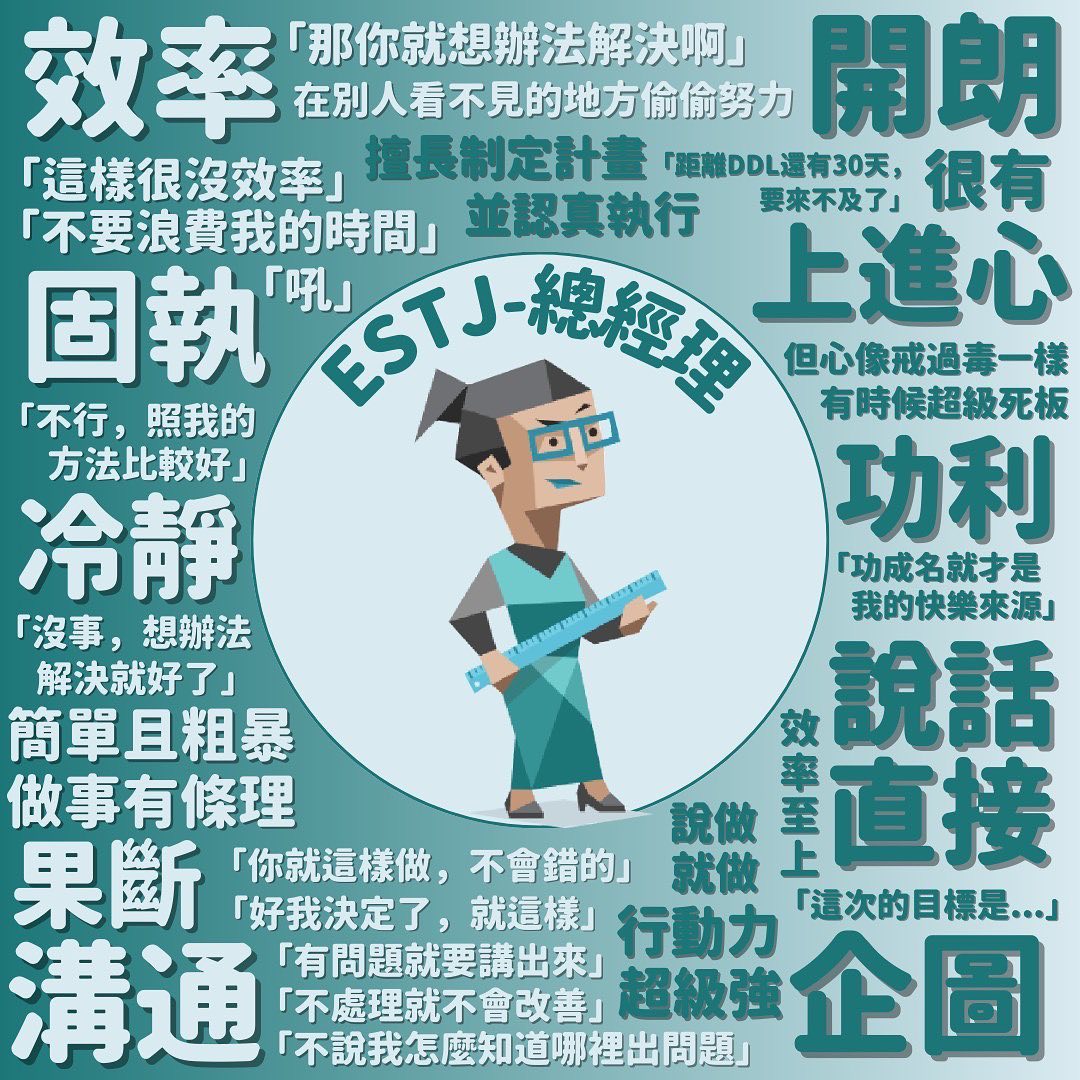 效率
「那你就想辦法解決啊」
在別人看不見的地方偷偷努力
開朗
「這樣很沒效率」
「不要浪費我的時間」
擅長制定計畫
並認真執行
「距離DDL還有30天，
要來不及了」
很有
上進心
固執
「吼」
ESTJ-總經理
但心像戒過毒一樣
有時候超級死板
「不行，照我的
方法比較好」
功利
「功成名就才是
我的快樂來源」
冷靜
「沒事，想辦法
解決就好了」
說話
直接
效率至上
簡單且粗暴
做事有條理
說做
就做
果斷
「你就這樣做，不會錯的」
「好我決定了，就這樣」
「這次的目標是...」
行動力
超級強
企圖
溝通
「有問題就要講出來」
「不處理就不會改善」
「不說我怎麼知道哪裡出問題」